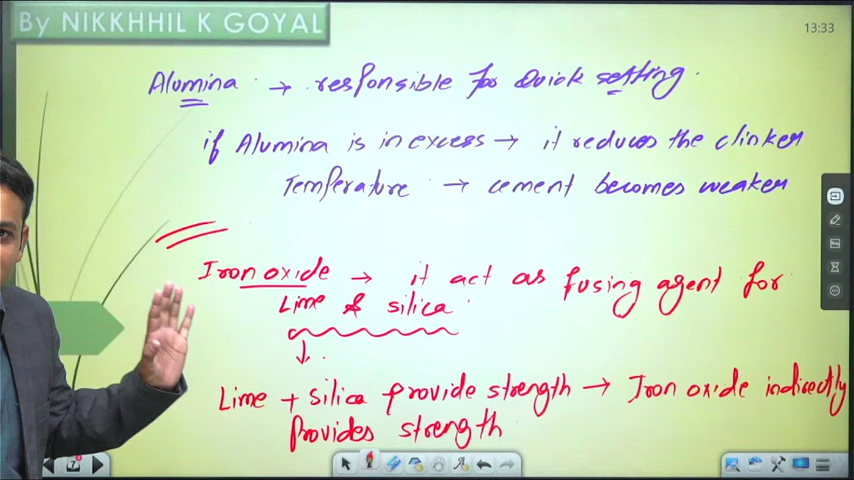 By NIKKHHIL K GOYAL
13:33
Alumina → responsible for Quick setting.
if Alumina is in excess → it reduces the clinker
Temperature → cement becomes weaker
Iron oxide → it act as fusing agent for
Lime & silica
Lime + silica provide strength → Iron oxide indirectly
Provides strength
7